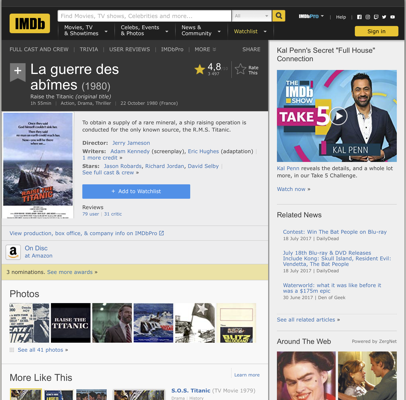 IMDb
Find Movies, TV shows, Celebrities and more...
All
Movies, TV & Showtimes
Celebs, Events & Photos
News & Community
Watchlist
IMDbPro
Help
Sign in
FULL CAST AND CREW | TRIVIA | USER REVIEWS | IMDbPro | MORE
SHARE
La guerre des abîmes (1980)
4,8
Rate This
Raise the Titanic (original title)
1h 55min | Action, Drama, Thriller | 22 October 1980 (France)
To obtain a supply of a rare mineral, a ship raising operation is
conducted for the only known source, the R.M.S. Titanic.
Director: Jerry Jameson
Writers: Adam Kennedy (screenplay), Eric Hughes (adaptation) |
1 more credit »
Stars: Jason Robards, Richard Jordan, David Selby |
See full cast & crew »
+ Add to Watchlist
Reviews
79 user | 31 critic
RAISE THE TITANIC
View production, box office, & company info on IMDbPro
On Disc
at Amazon
3 nominations. See more awards »
Photos
RAISE THE
TITANIC
See all 41 photos »
More Like This
Learn more
S.O.S. Titanic (TV Movie 1979)
Drama | History
Kal Penn's Secret "Full House"
Connection
THE IMDb SHOW
TAKE 5
Kal Penn reveals the details, and a whole lot
more, in our Take 5 Challenge.
Watch now »
Related News
Contest: Win The Bat People on Blu-ray
18 July 2017 | DailyDead
July 18th Blu-ray & DVD Releases
Include Kong: Skull Island, Resident Evil:
Vendetta, The Bat People
18 July 2017 | DailyDead
Waterworld: what it was like before it
was a $175m epic
30 June 2017 | Den of Geek
See all related articles »
Around The Web
Powered by ZergNet